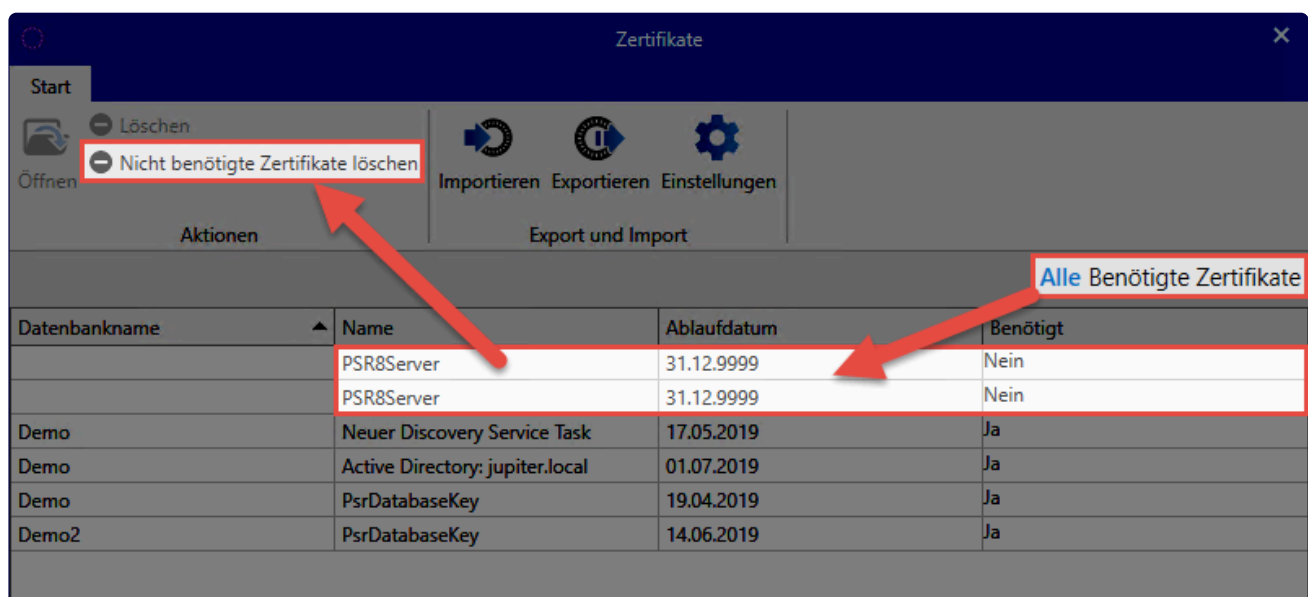 Zertifikate
Start
Öffnen
Löschen
Nicht benötigte Zertifikate löschen
Aktionen
Importieren Exportieren Einstellungen
Export und Import
Alle Benötigte Zertifikate
Datenbankname Name Ablaufdatum Benötigt
PSR8Server 31.12.9999 Nein
PSR8Server 31.12.9999 Nein
Demo Neuer Discovery Service Task 17.05.2019 Ja
Demo Active Directory: jupiter.local 01.07.2019 Ja
Demo PsrDatabaseKey 19.04.2019 Ja
Demo2 PsrDatabaseKey 14.06.2019 Ja